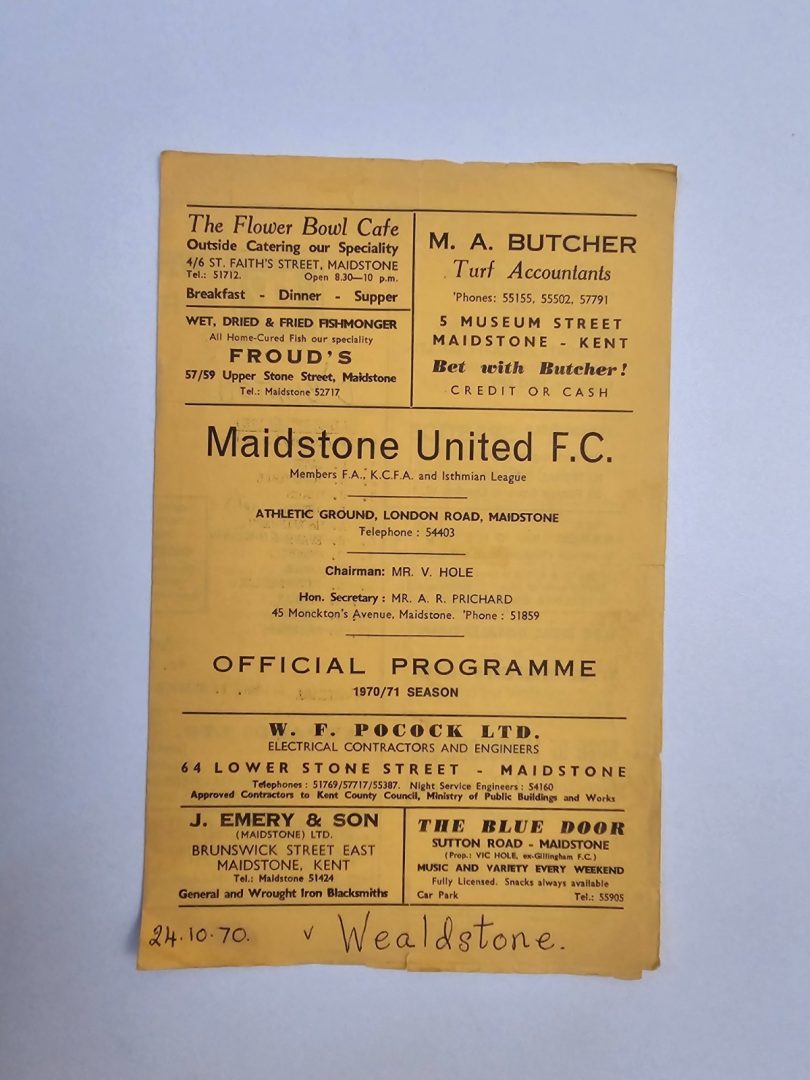 The Flower Bowl Cafe
Outside Catering our Speciality
4/6 ST. FAITH'S STREET, MAIDSTONE
Tel.: 51712. Open 8.30—10 p.m.
Breakfast - Dinner - Supper
WET, DRIED & FRIED FISHMONGER
All Home-Cured Fish our speciality
FROUD'S
57/59 Upper Stone Street, Maidstone
Tel.: Maidstone 52717
M. A. BUTCHER
Turf Accountants
'Phones: 55155, 55502, 57791
5 MUSEUM STREET
MAIDSTONE - KENT
Bet with Butcher!
CREDIT OR CASH
Maidstone United F.C.
Members F.A., K.C.F.A. and Isthmian League
ATHLETIC GROUND, LONDON ROAD, MAIDSTONE
Telephone : 54403
Chairman: MR. V. HOLE
Hon. Secretary : MR. A. R. PRICHARD
45 Monckton's Avenue, Maidstone. 'Phone : 51859
OFFICIAL PROGRAMME
1970/71 SEASON
W. F. POCOCK LTD.
ELECTRICAL CONTRACTORS AND ENGINEERS
64 LOWER STONE STREET - MAIDSTONE
Telephones : 51769/57717/55387. Night Service Engineers : 54160
Approved Contractors to Kent County Council, Ministry of Public Buildings and Works
J. EMERY & SON
(MAIDSTONE) LTD.
BRUNSWICK STREET EAST
MAIDSTONE, KENT
Tel.: Maidstone 51424
General and Wrought Iron Blacksmiths
THE BLUE DOOR
SUTTON ROAD - MAIDSTONE
(Prop.: VIC HOLE, ex-Gillingham F.C.)
MUSIC AND VARIETY EVERY WEEKEND
Fully Licensed. Snacks always available
Car Park Tel.: 55905
24.10.70. v Wealdstone.